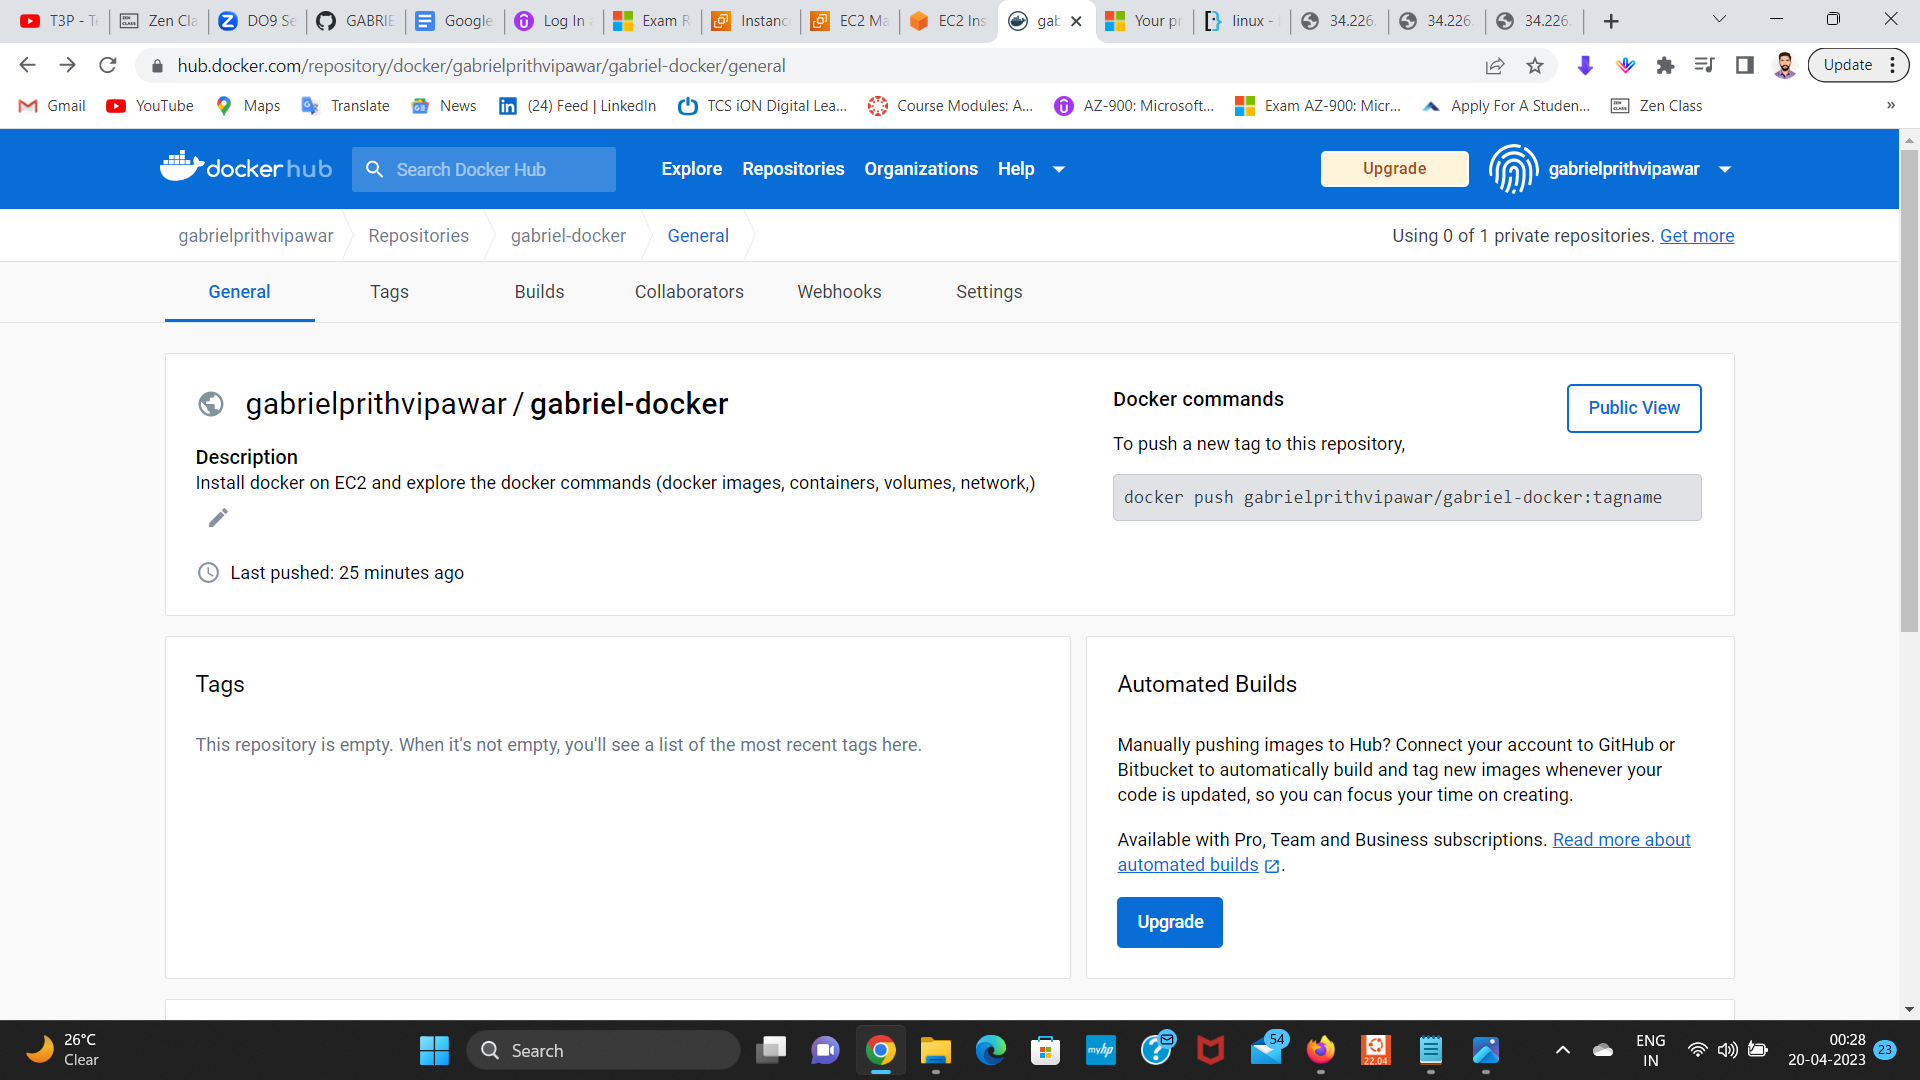 T3P - Te
Zen Cla
DO9 Se
GABRIE
Google
Log In
Exam R
Instanc
EC2 Ma
EC2 Ins
gab
Your pr
linux -
34.226.
34.226.
34.226.
hub.docker.com/repository/docker/gabrielprithvipawar/gabriel-docker/general
Update
Gmail
YouTube
Maps
Translate
News
(24) Feed | LinkedIn
TCS iON Digital Lea...
Course Modules: A...
AZ-900: Microsoft...
Exam AZ-900: Micr...
Apply For A Studen...
ZEN CLASS Zen Class
»
docker hub
Search Docker Hub
Explore
Repositories
Organizations
Help
Upgrade
gabrielprithvipawar
gabrielprithvipawar
Repositories
gabriel-docker
General
Using 0 of 1 private repositories. Get more
General
Tags
Builds
Collaborators
Webhooks
Settings
gabrielprithvipawar / gabriel-docker
Description
Install docker on EC2 and explore the docker commands (docker images, containers, volumes, network,)
Last pushed: 25 minutes ago
Docker commands
Public View
To push a new tag to this repository,
docker push gabrielprithvipawar/gabriel-docker:tagname
Tags
This repository is empty. When it's not empty, you'll see a list of the most recent tags here.
Automated Builds
Manually pushing images to Hub? Connect your account to GitHub or
Bitbucket to automatically build and tag new images whenever your
code is updated, so you can focus your time on creating.
Available with Pro, Team and Business subscriptions. Read more about
automated builds .
Upgrade
26°C
Clear
Search
myhp
54
22.04
ENG
IN
00:28
20-04-2023
23